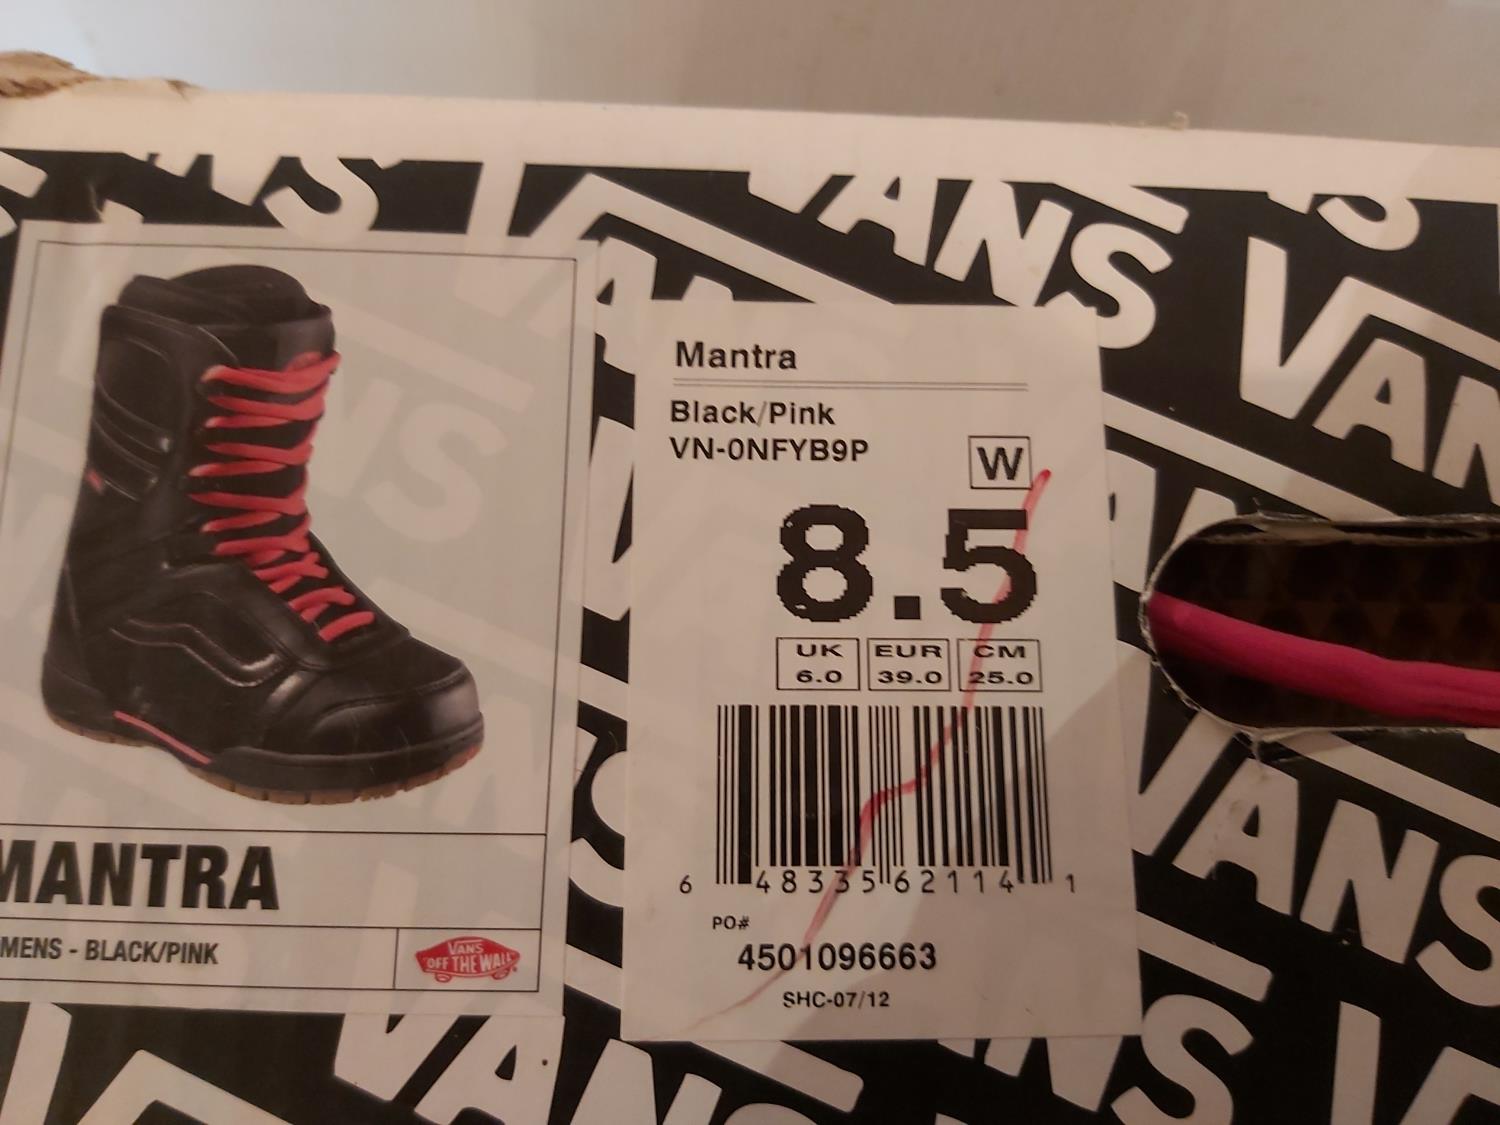 VANS
VANS
VANS
Mantra
Black/Pink
VN-0NFYB9P
W
8.5
UK
6.0
EUR
39.0
CM
25.0
6 48335 62114 1
PO#
4501096663
SHC-07/12
MANTRA
MENS - BLACK/PINK
VANS
"OFF THE WALL"
VANS
VANS